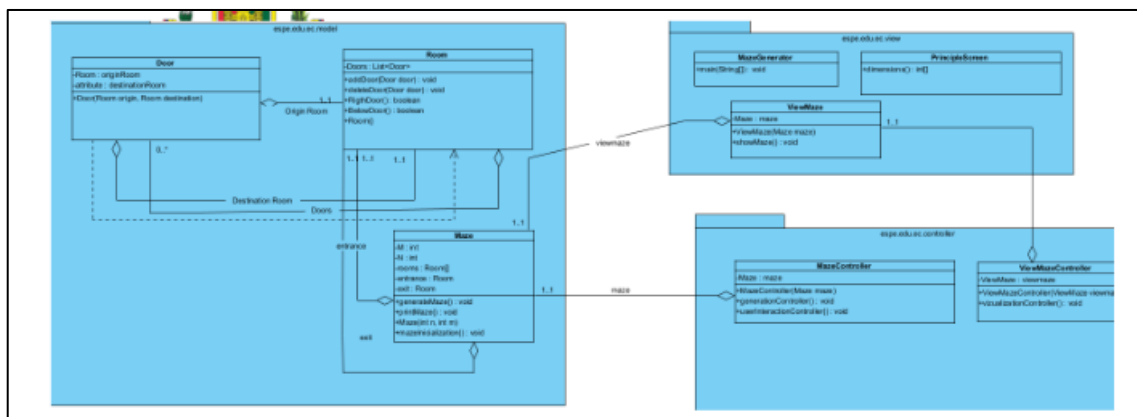 espe.edu.ec.model
Door
-Room : originRoom
-attribute : destinationRoom
+Door(Room origin, Room destination)
Room
-Doors : List<Door>
+addDoor(Door door) : void
+deleteDoor(Door door) : void
+RigthDoor() : boolean
+BelowDoor() : boolean
+Room()
1..1
Origin Room
0..*
1..1
1..1
1..1
Destination Room
Doors
entrance
exit
1..1
Maze
-M : int
-N : int
-rooms : Room[]
-entrance : Room
-exit : Room
+generateMaze() : void
+printMaze() : void
+Maze(int n, int m)
1..1
viewmaze
maze
espe.edu.ec.view
MazeGenerator
+main(String[]) : void
PrincipleScreen
+dimensions() : int[]
ViewMaze
-Maze : maze
+ViewMaze(Maze maze)
+showMaze() : void
1..1
espe.edu.ec.controller
MazeController
-Maze : maze
+MazeController(Maze maze)
+generationController() : void
+userInteractionController() : void
ViewMazeController
-ViewMaze : viewmaze
+ViewMazeController(ViewMaze viewma
+vizualizationController() : void